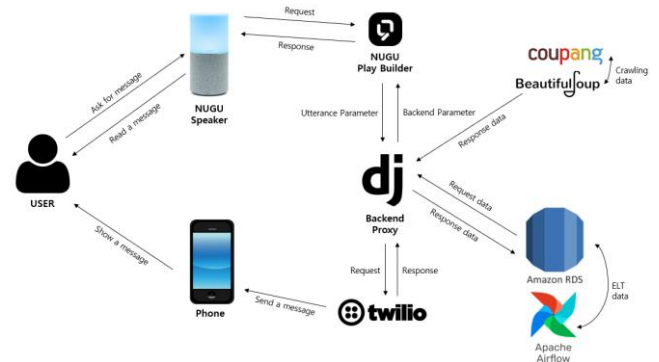 Request
Response
NUGU
Speaker
NUGU
Play Builder
coupang
BeautifulSoup
Crawling
data
Ask for message
Read a message
Utterance Parameter
Backend Parameter
Response data
USER
dj
Backend
Proxy
Request data
Response data
Show a message
Phone
Send a message
Request
Response
twilio
Amazon RDS
ELT
data
Apache
Airflow